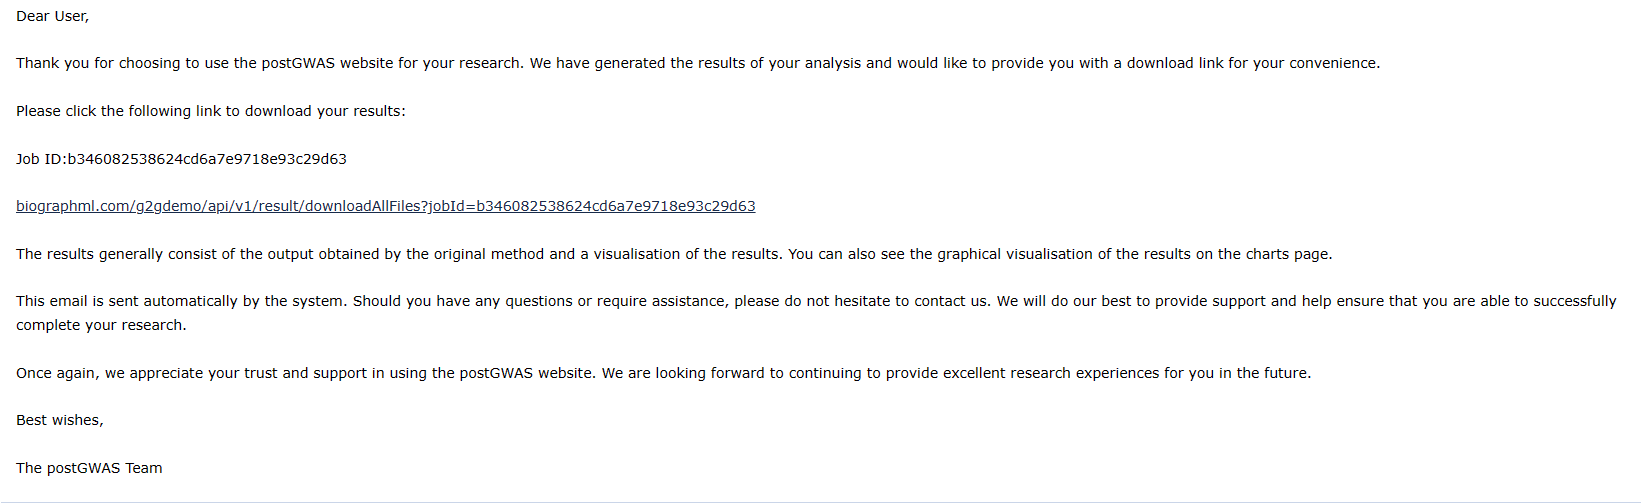 Dear User,
Thank you for choosing to use the postGWAS website for your research. We have generated the results of your analysis and would like to provide you with a download link for your convenience.
Please click the following link to download your results:
Job ID:b346082538624cd6a7e9718e93c29d63
biographml.com/g2gdemo/api/v1/result/downloadAllFiles?jobId=b346082538624cd6a7e9718e93c29d63
The results generally consist of the output obtained by the original method and a visualisation of the results. You can also see the graphical visualisation of the results on the charts page.
This email is sent automatically by the system. Should you have any questions or require assistance, please do not hesitate to contact us. We will do our best to provide support and help ensure that you are able to successfully
complete your research.
Once again, we appreciate your trust and support in using the postGWAS website. We are looking forward to continuing to provide excellent research experiences for you in the future.
Best wishes,
The postGWAS Team